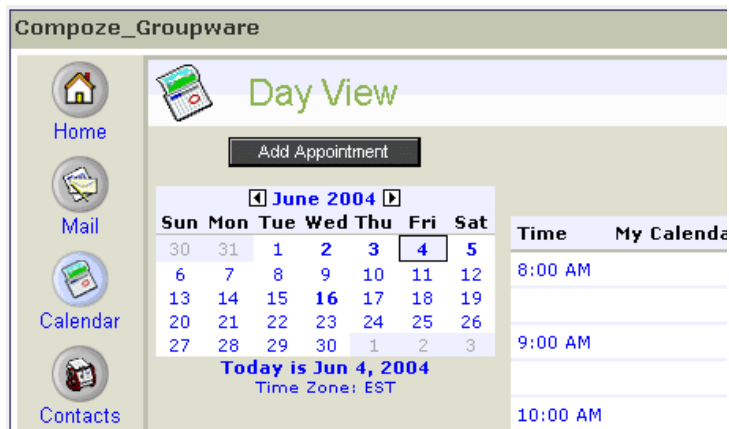 Compoze_Groupware
Home
Mail
Calendar
Contacts
Day View
Add Appointment
June 2004
Sun Mon Tue Wed Thu Fri Sat
30 31 1 2 3 4 5
6 7 8 9 10 11 12
13 14 15 16 17 18 19
20 21 22 23 24 25 26
27 28 29 30 1 2 3
Today is Jun 4, 2004
Time Zone: EST
Time My Calenda
8:00 AM
9:00 AM
10:00 AM